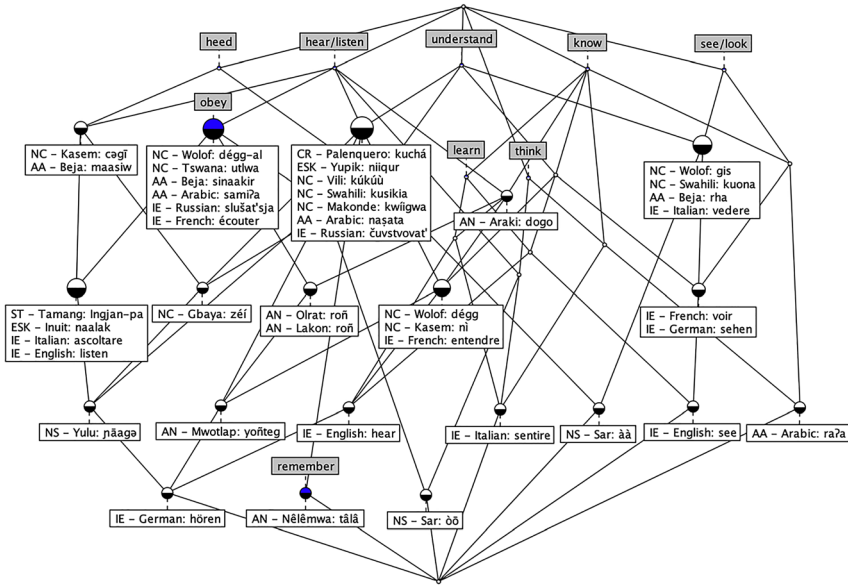 heed
hear/listen
understand
know
see/look
obey
learn
think
NC – Kasem: cəgī
AA – Beja: maasiw
NC – Wolof: dégg-al
NC – Tswana: utlwa
AA – Beja: sinaakir
AA – Arabic: samiʔa
IE – Russian: slušat'sja
IE – French: écouter
CR – Palenquero: kuchá
ESK – Yupik: niiqur
NC – Vili: kúkúù
NC – Swahili: kusikia
NC – Makonde: kwíigwa
AA – Arabic: naṣata
IE – Russian: čuvstvovat'
AN – Araki: dogo
NC – Wolof: gis
NC – Swahili: kuona
AA – Beja: rha
IE – Italian: vedere
ST – Tamang: Ingjan-pa
ESK – Inuit: naalak
IE – Italian: ascoltare
IE – English: listen
NC – Gbaya: zéí
AN – Olrat: roñ
AN – Lakon: roñ
NC – Wolof: dégg
NC – Kasem: nì
IE – French: entendre
IE – French: voir
IE – German: sehen
NS – Yulu: ɲāagə
AN – Mwotlap: yoñteg
IE – English: hear
IE – Italian: sentire
NS – Sar: àà
IE – English: see
AA – Arabic: raʔa
remember
IE – German: hören
AN – Nêlêmwa: tâlâ
NS – Sar: òō